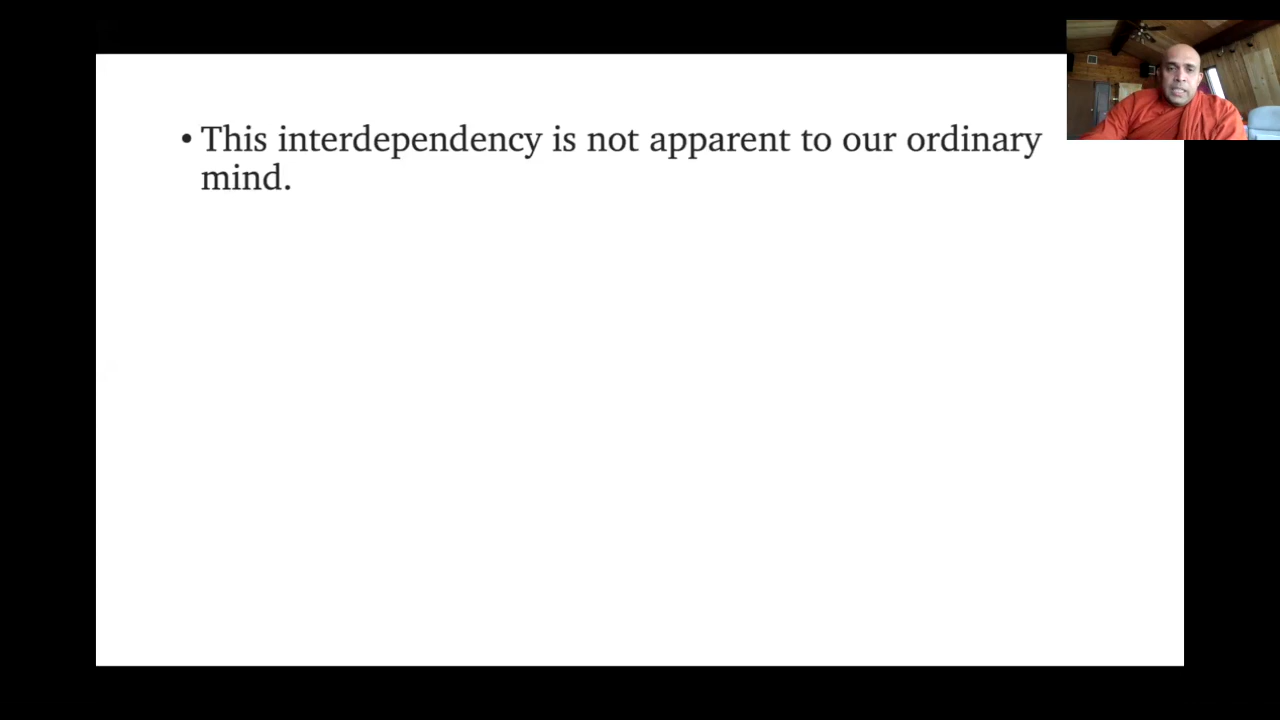 • This interdependency is not apparent to our ordinary
mind.